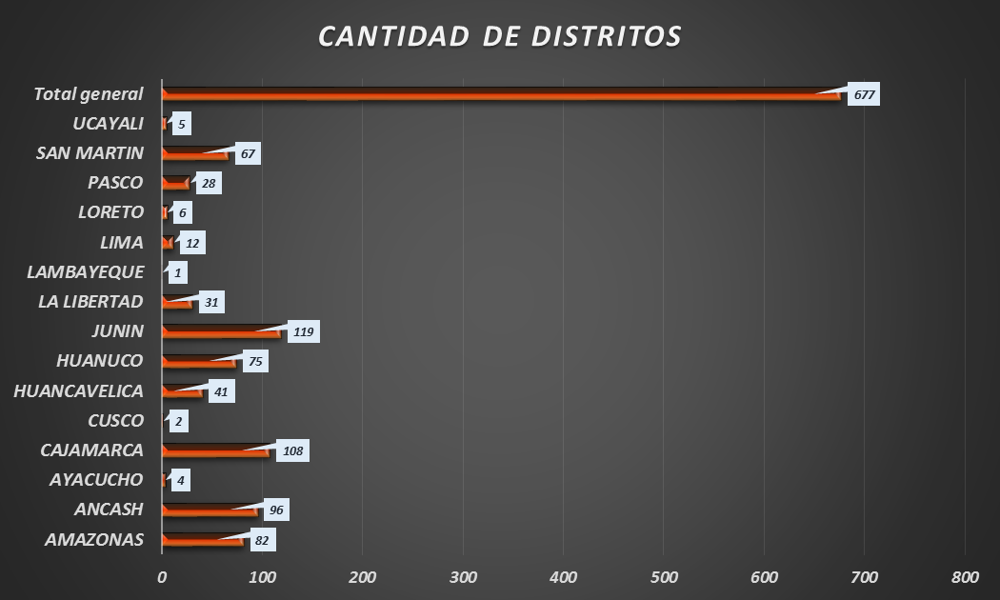 CANTIDAD DE DISTRITOS
Total general 677
UCAYALI 5
SAN MARTIN 67
PASCO 28
LORETO 6
LIMA 12
LAMBAYEQUE 1
LA LIBERTAD 31
JUNIN 119
HUANUCO 75
HUANCAVELICA 41
CUSCO 2
CAJAMARCA 108
AYACUCHO 4
ANCASH 96
AMAZONAS 82
0 100 200 300 400 500 600 700 800